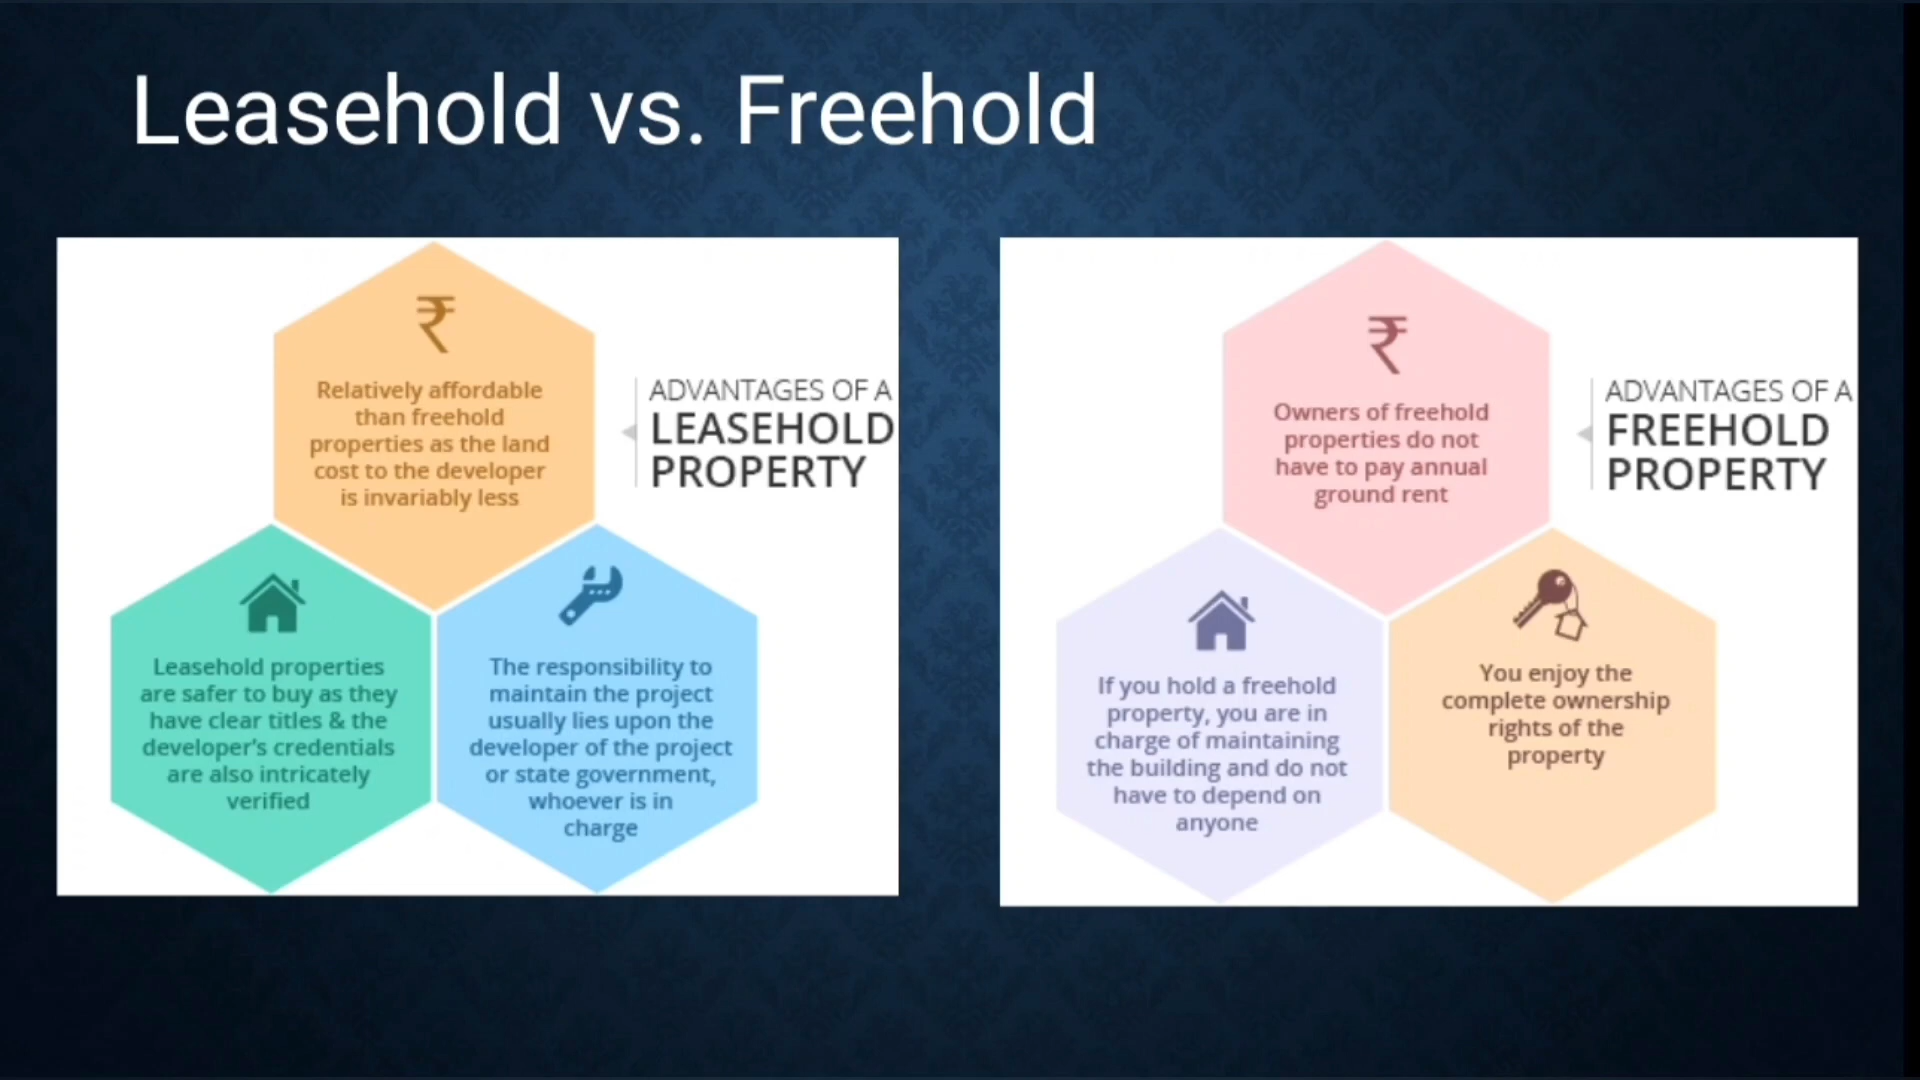 Leasehold vs. Freehold
₹
Relatively affordable
than freehold
properties as the land
cost to the developer
is invariably less
ADVANTAGES OF A
LEASEHOLD
PROPERTY
Leasehold properties
are safer to buy as they
have clear titles & the
developer's credentials
are also intricately
verified
The responsibility to
maintain the project
usually lies upon the
developer of the project
or state government,
whoever is in
charge
₹
Owners of freehold
properties do not
have to pay annual
ground rent
ADVANTAGES OF A
FREEHOLD
PROPERTY
If you hold a freehold
property, you are in
charge of maintaining
the building and do not
have to depend on
anyone
You enjoy the
complete ownership
rights of the
property